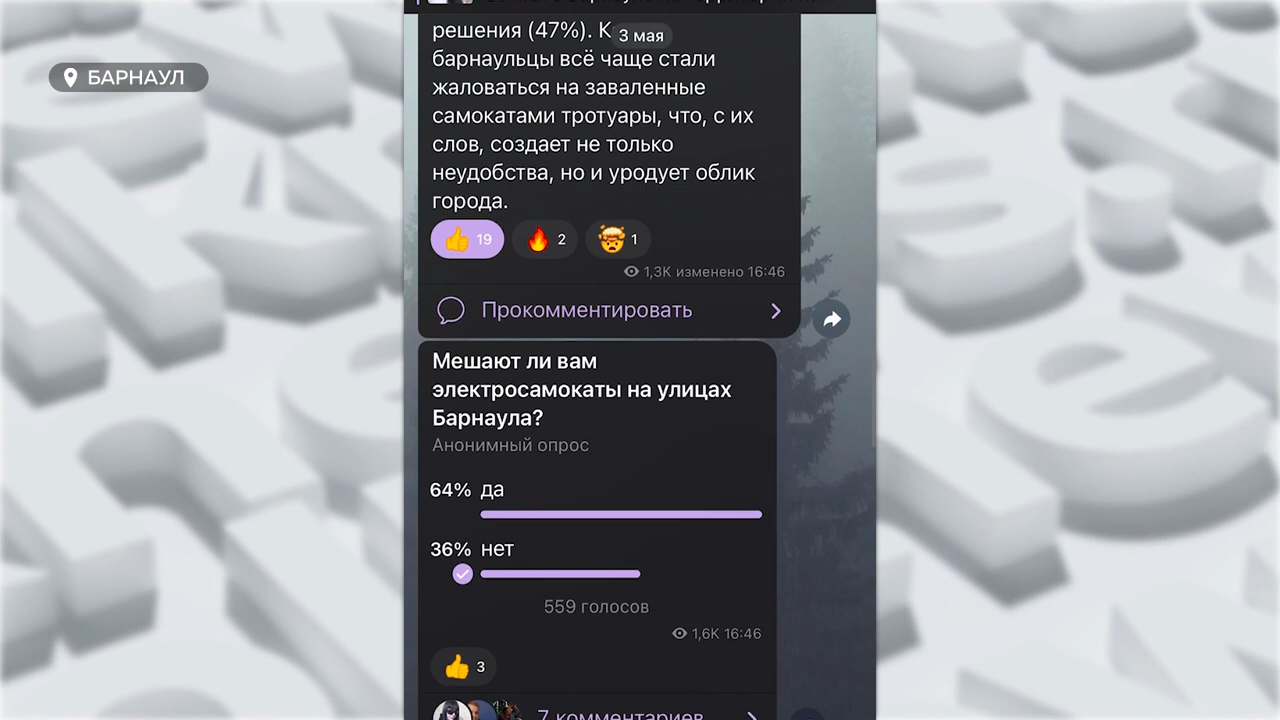 БАРНАУЛ
решения (47%).
3 мая
барнаульцы всё чаще стали
жаловаться на заваленные
самокатами тротуары, что, с их
слов, создает не только
неудобства, но и уродует облик
города.
👍 19 🔥 2 🤯 1
1,3K изменено 16:46
Прокомментировать
Мешают ли вам
электросамокаты на улицах
Барнаула?
Анонимный опрос
64% да
36% нет
559 голосов
1,6K 16:46
👍 3
7 комментариев